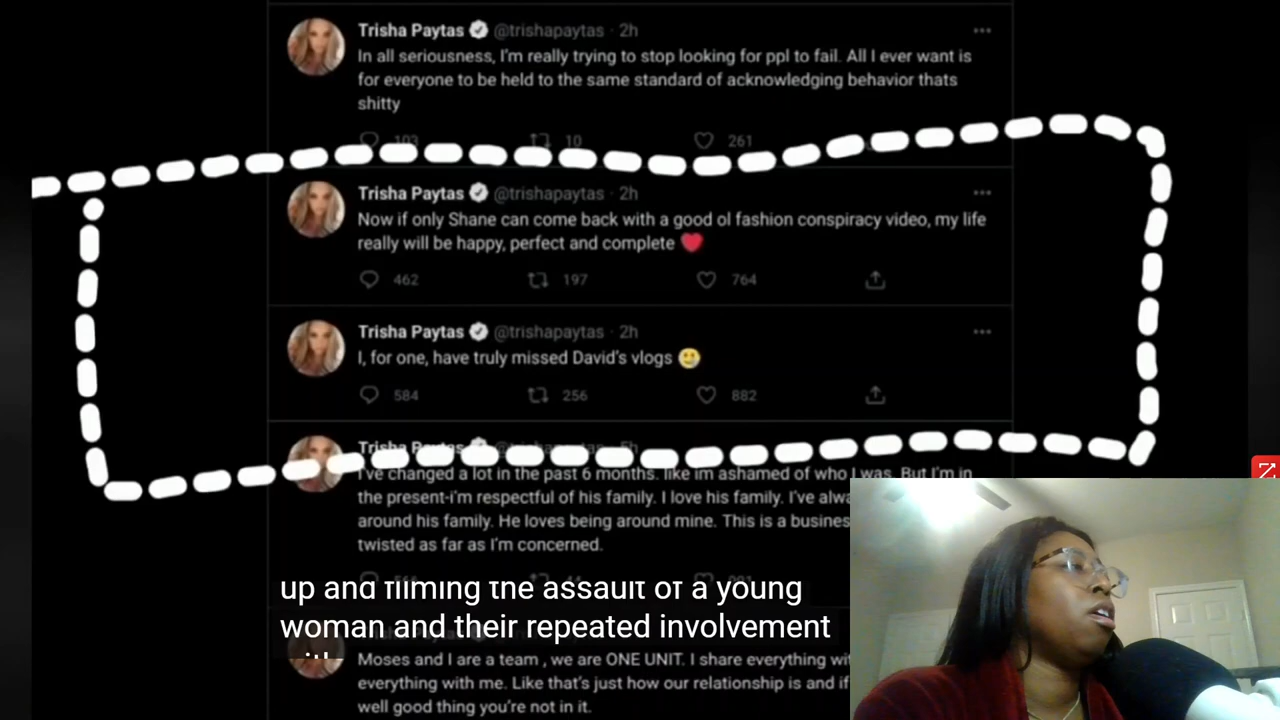 Trisha Paytas @trishapaytas · 2h
In all seriousness, I'm really trying to stop looking for ppl to fail. All I ever want is
for everyone to be held to the same standard of acknowledging behavior thats
shitty
103 10 261
Trisha Paytas @trishapaytas · 2h
Now if only Shane can come back with a good ol fashion conspiracy video, my life
really will be happy, perfect and complete ❤️
462 197 764
Trisha Paytas @trishapaytas · 2h
I, for one, have truly missed David's vlogs
584 256 882
Trisha Paytas
I've changed a lot in the past 6 months. like im ashamed of who I was. But I'm in
the present-i'm respectful of his family. I love his family. I've
around his family. He loves being around mine. This is a
twisted as far as I'm concerned.
up and filming the assault of a young
woman and their repeated involvement
Moses and I are a team , we are ONE UNIT. I share everything
everything with me. Like that's just how our relationship is and if
well good thing you're not in it.